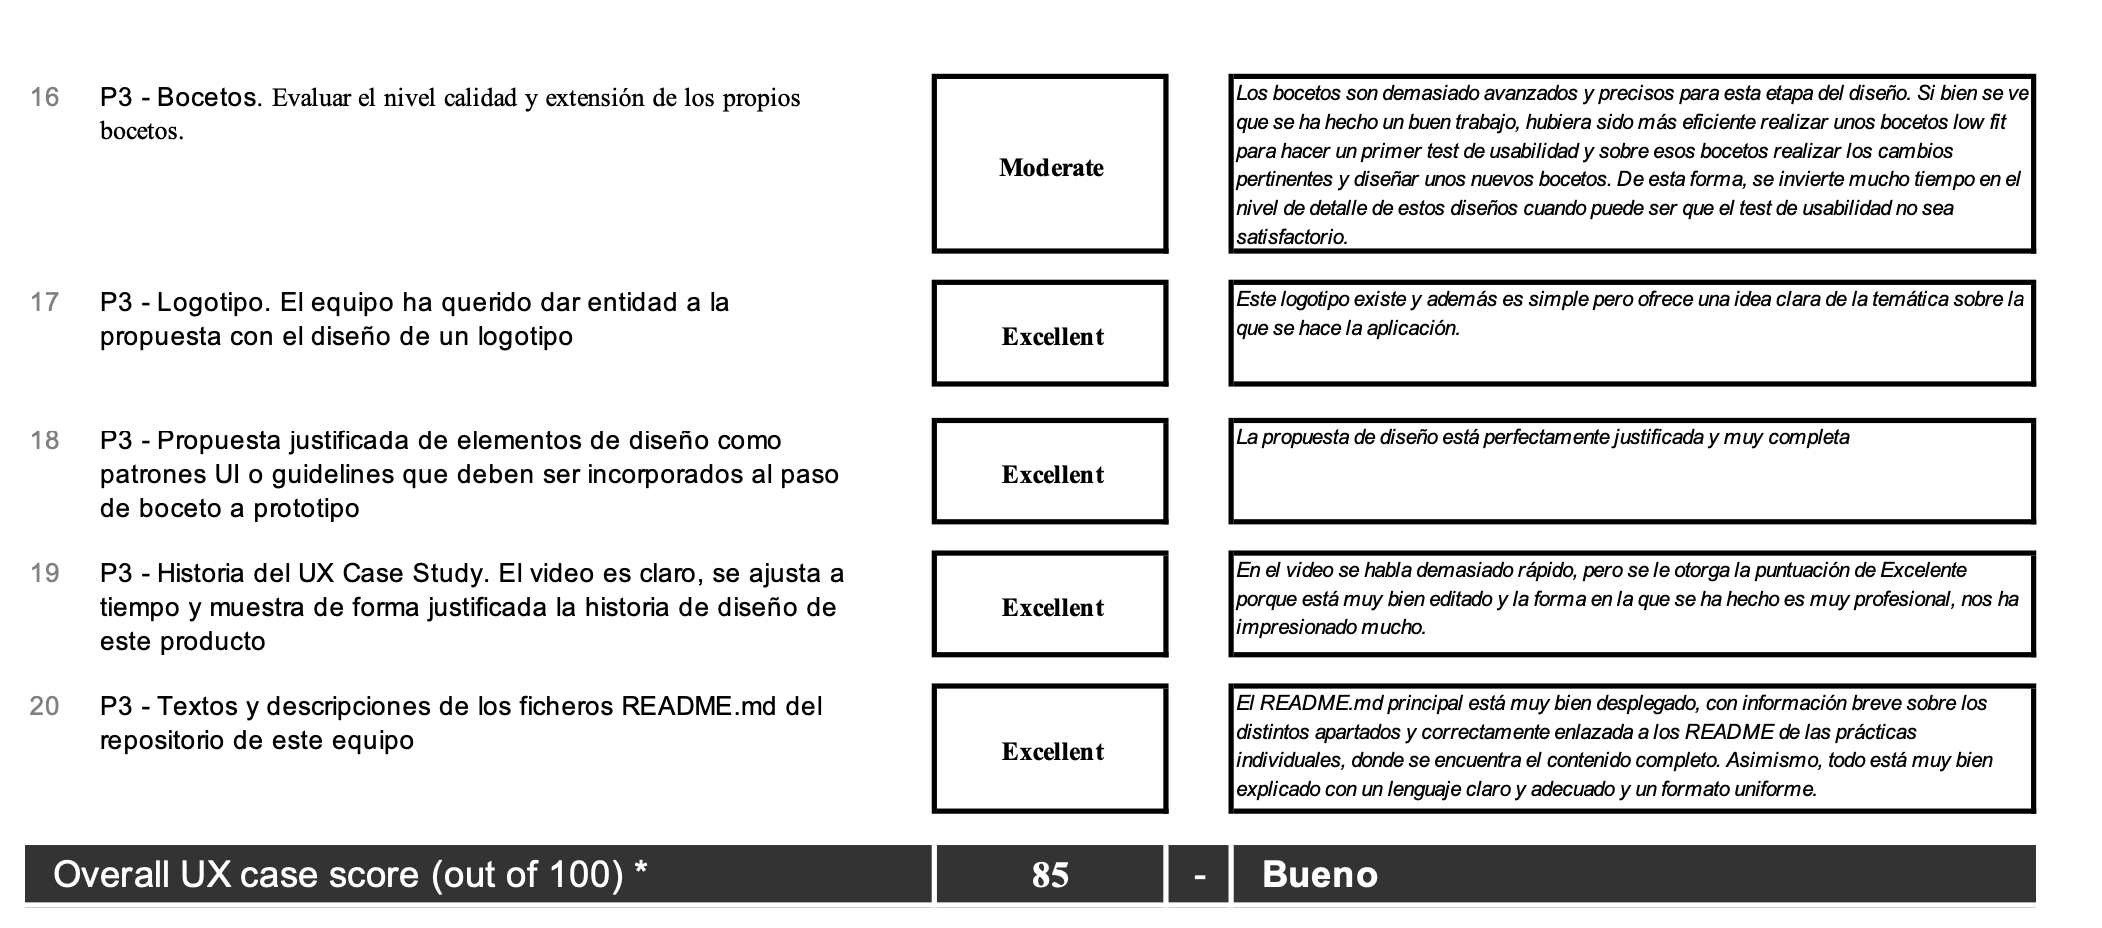 16 P3 - Bocetos. Evaluar el nivel calidad y extensión de los propios
bocetos.
Moderate
Los bocetos son demasiado avanzados y precisos para esta etapa del diseño. Si bien se ve
que se ha hecho un buen trabajo, hubiera sido más eficiente realizar unos bocetos low fit
para hacer un primer test de usabilidad y sobre esos bocetos realizar los cambios
pertinentes y diseñar unos nuevos bocetos. De esta forma, se invierte mucho tiempo en el
nivel de detalle de estos diseños cuando puede ser que el test de usabilidad no sea
satisfactorio.
17 P3 - Logotipo. El equipo ha querido dar entidad a la
propuesta con el diseño de un logotipo
Excellent
Este logotipo existe y además es simple pero ofrece una idea clara de la temática sobre la
que se hace la aplicación.
18 P3 - Propuesta justificada de elementos de diseño como
patrones UI o guidelines que deben ser incorporados al paso
de boceto a prototipo
Excellent
La propuesta de diseño está perfectamente justificada y muy completa
19 P3 - Historia del UX Case Study. El video es claro, se ajusta a
tiempo y muestra de forma justificada la historia de diseño de
este producto
Excellent
En el video se habla demasiado rápido, pero se le otorga la puntuación de Excelente
porque está muy bien editado y la forma en la que se ha hecho es muy profesional, nos ha
impresionado mucho.
20 P3 - Textos y descripciones de los ficheros README.md del
repositorio de este equipo
Excellent
El README.md principal está muy bien desplegado, con información breve sobre los
distintos apartados y correctamente enlazada a los README de las prácticas
individuales, donde se encuentra el contenido completo. Asimismo, todo está muy bien
explicado con un lenguaje claro y adecuado y un formato uniforme.
Overall UX case score (out of 100) * 85 - Bueno